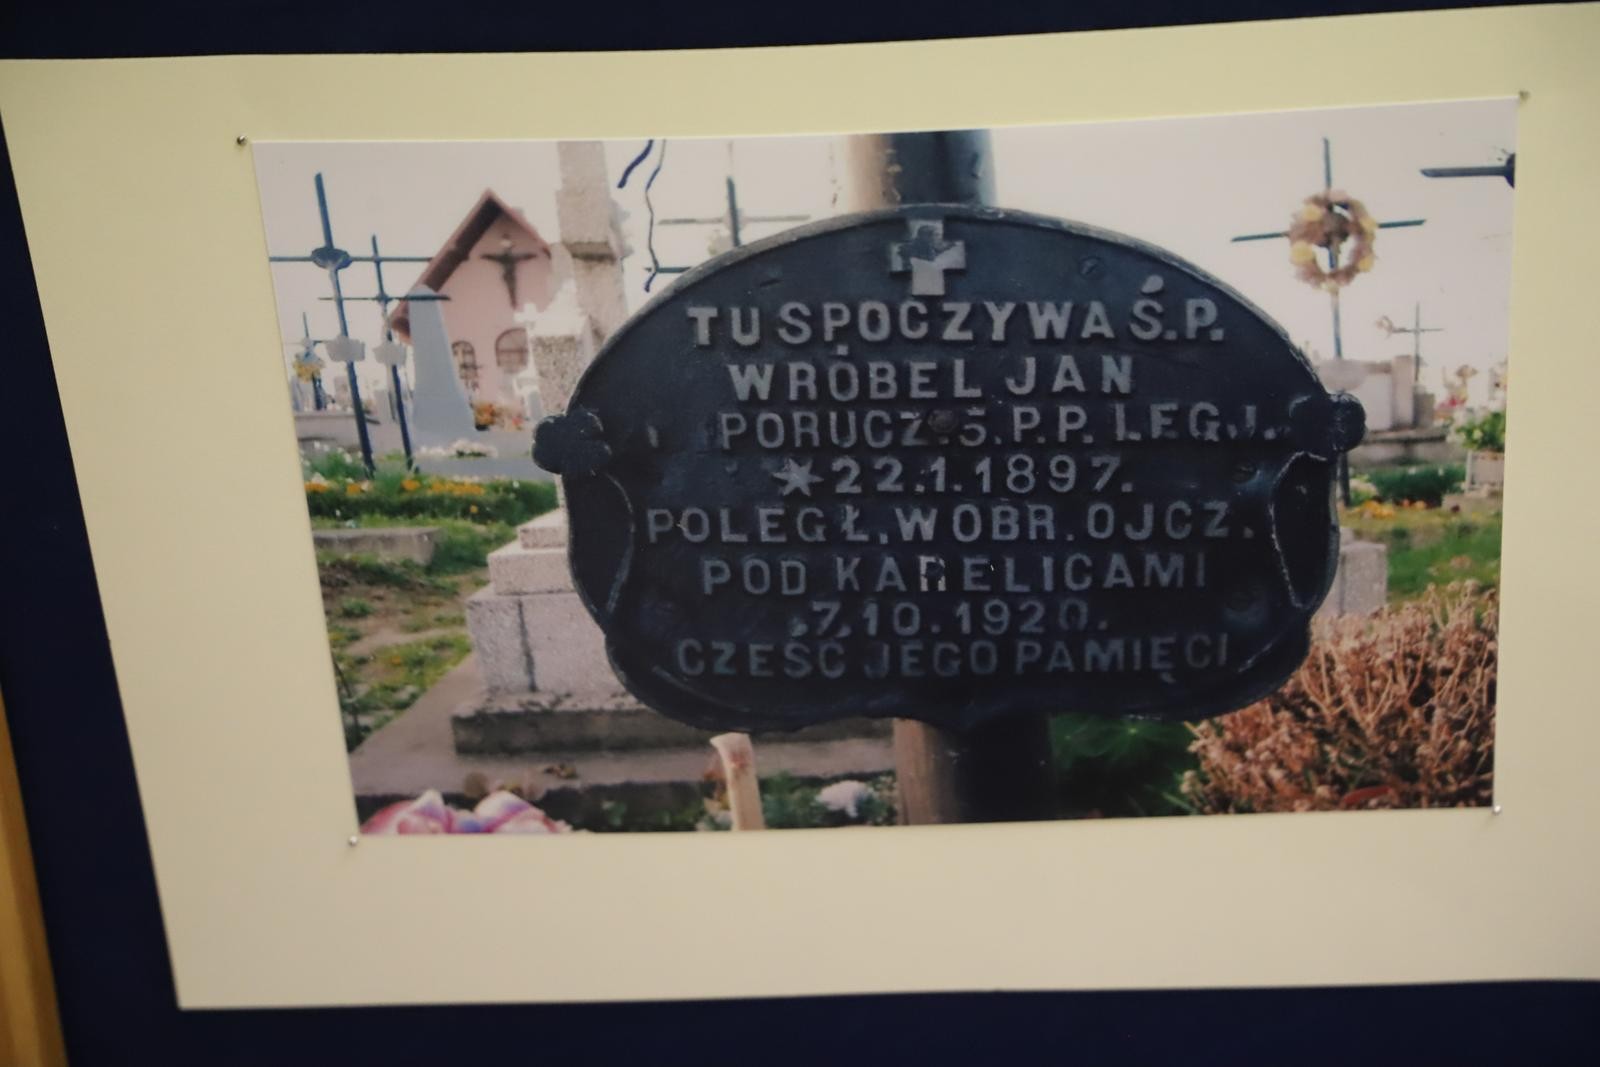 TU SPOCZYWA Ś.P.
WRÓBEL JAN
PORUCZ. 5. P. P. LEGJ.
*22.1.1897.
POLEGŁ, W OBR. OJCZ.
POD KARELICAMI
7.10.1920.
CZEŚĆ JEGO PAMIĘCI